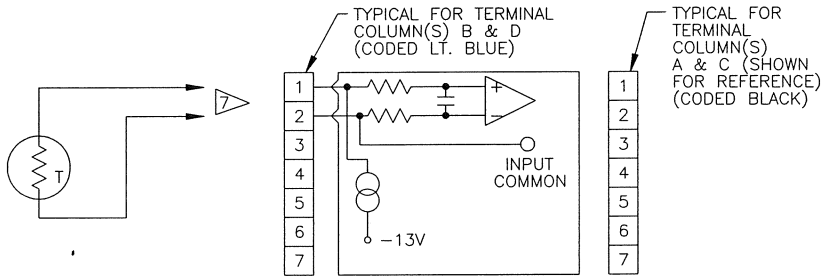 TYPICAL FOR TERMINAL
COLUMN(S) B & D
(CODED LT. BLUE)
TYPICAL FOR
TERMINAL
COLUMN(S)
A & C (SHOWN
FOR REFERENCE)
(CODED BLACK)
7
T
1
2
3
4
5
6
7
+
−
INPUT
COMMON
−13V
1
2
3
4
5
6
7